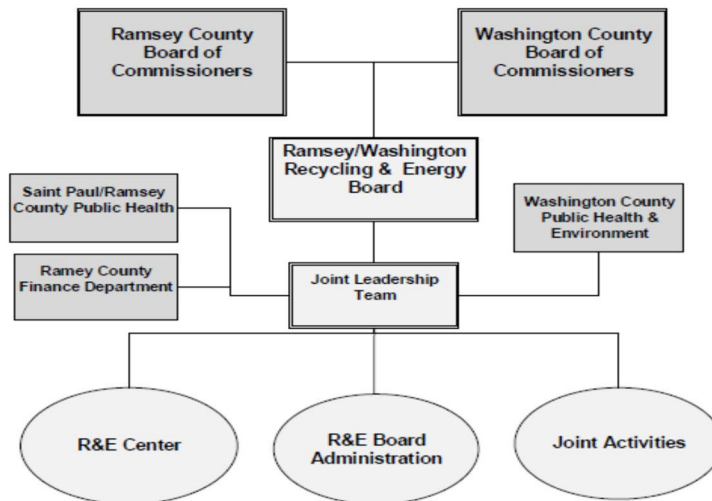 Ramsey County
Board of
Commissioners
Washington County
Board of
Commissioners
Ramsey/Washington
Recycling & Energy
Board
Saint Paul/Ramsey
County Public Health
Washington County
Public Health &
Environment
Ramey County
Finance Department
Joint Leadership
Team
R&E Center
R&E Board
Administration
Joint Activities